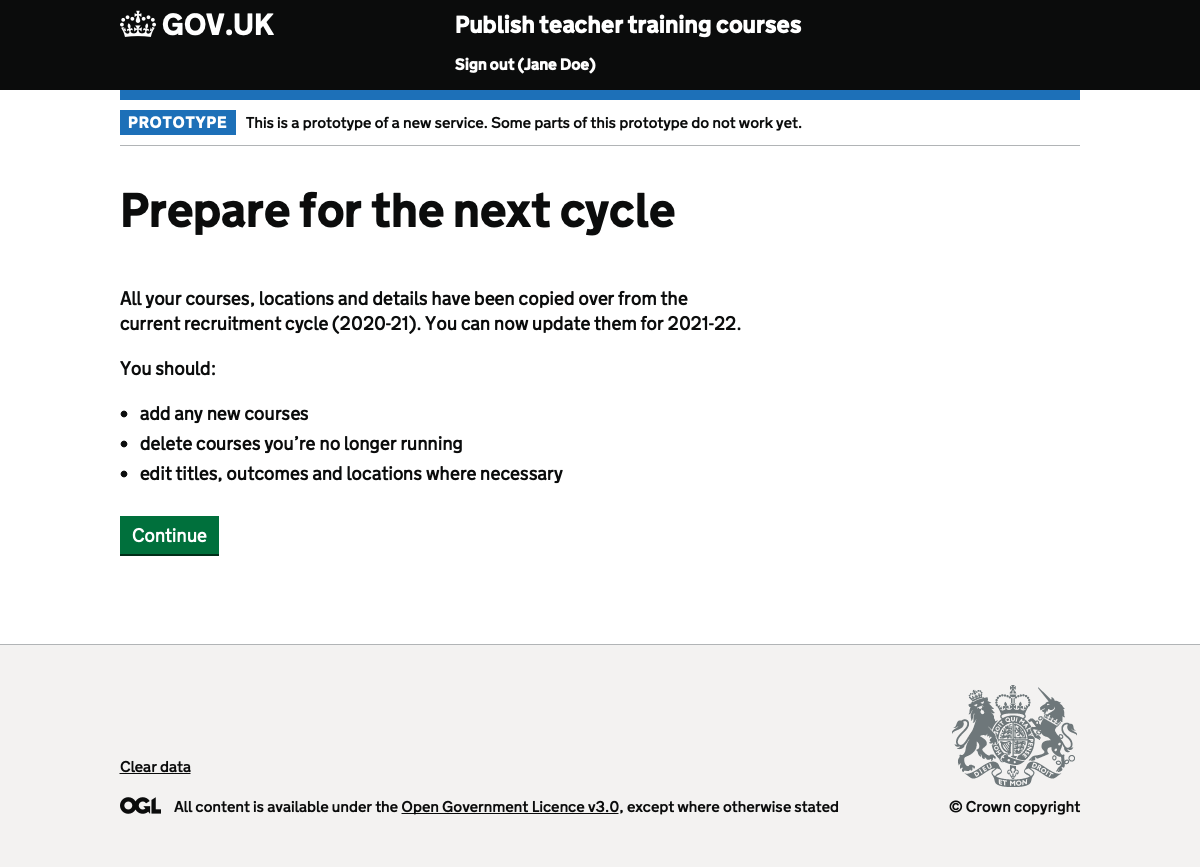 GOV.UK
Publish teacher training courses
Sign out (Jane Doe)
PROTOTYPE This is a prototype of a new service. Some parts of this prototype do not work yet.
Prepare for the next cycle
All your courses, locations and details have been copied over from the
current recruitment cycle (2020-21). You can now update them for 2021-22.
You should:
• add any new courses
• delete courses you’re no longer running
• edit titles, outcomes and locations where necessary
Continue
Clear data
OGL All content is available under the Open Government Licence v3.0, except where otherwise stated
DIEU ET MON DROIT
© Crown copyright